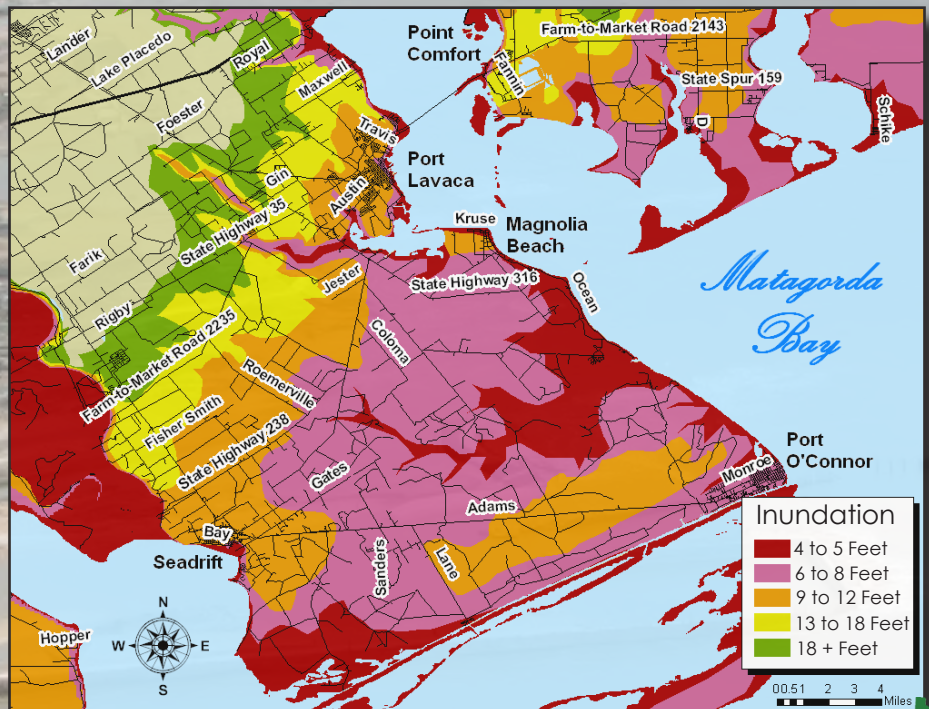 Lander
Lake Placedo
Royal
Point
Comfort
Farm-to-Market Road 2143
Fannin
State Spur 159
Maxwell
Foester
Schike
D
Travis
Port
Lavaca
Gin
Austin
Kruse
Magnolia
Beach
State Highway 35
Farik
Jester
State Highway 316
Ocean
Matagorda
Bay
Rigby
Farm-to-Market Road 2235
Coloma
Roemerville
Fisher Smith
State Highway 238
Gates
Port
O'Connor
Monroe
Adams
Bay
Seadrift
Sanders
Lane
Hopper
N
W
E
S
Inundation
4 to 5 Feet
6 to 8 Feet
9 to 12 Feet
13 to 18 Feet
18 + Feet
0 0.5 1 2 3 4
Miles